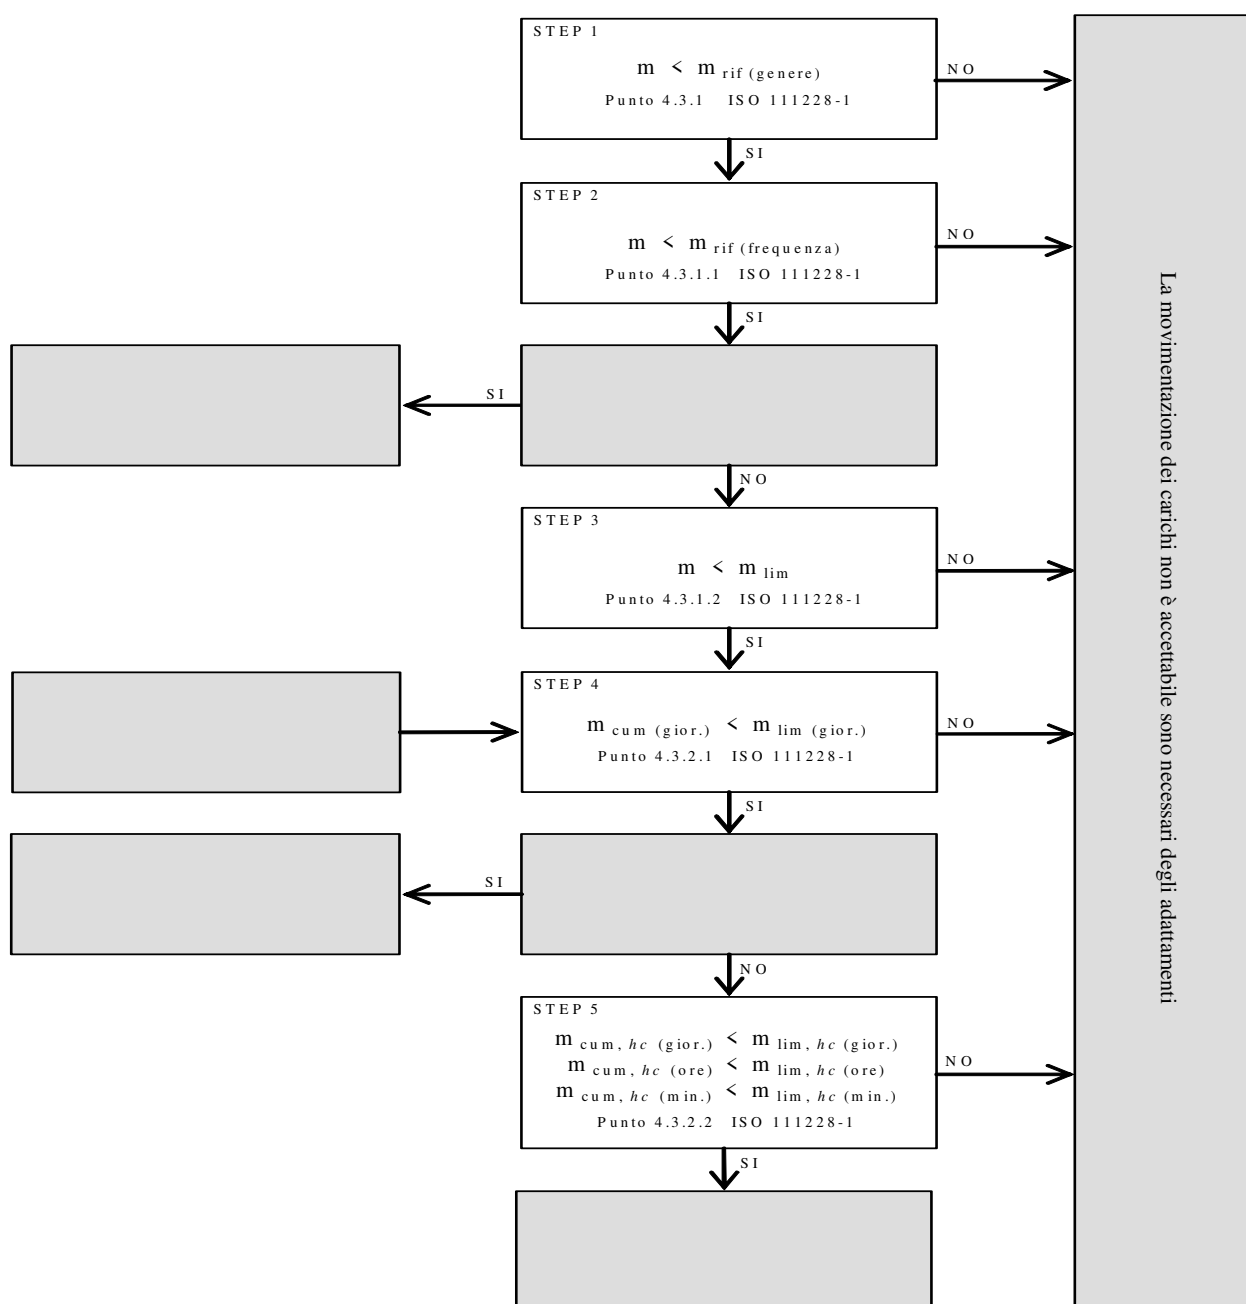 STEP 1
m < m rif (genere)
NO
Punto 4.3.1 ISO 111228-1
SI
STEP 2
m < m rif (frequenza)
NO
Punto 4.3.1.1 ISO 111228-1
SI
SI
NO
STEP 3
m < m lim
NO
Punto 4.3.1.2 ISO 111228-1
SI
STEP 4
m cum (gior.) < m lim (gior.)
NO
Punto 4.3.2.1 ISO 111228-1
SI
SI
NO
STEP 5
m cum, hc (gior.) < m lim, hc (gior.)
m cum, hc (ore) < m lim, hc (ore)
NO
m cum, hc (min.) < m lim, hc (min.)
Punto 4.3.2.2 ISO 111228-1
SI
La movimentazione dei carichi non è accettabile sono necessari degli adattamenti